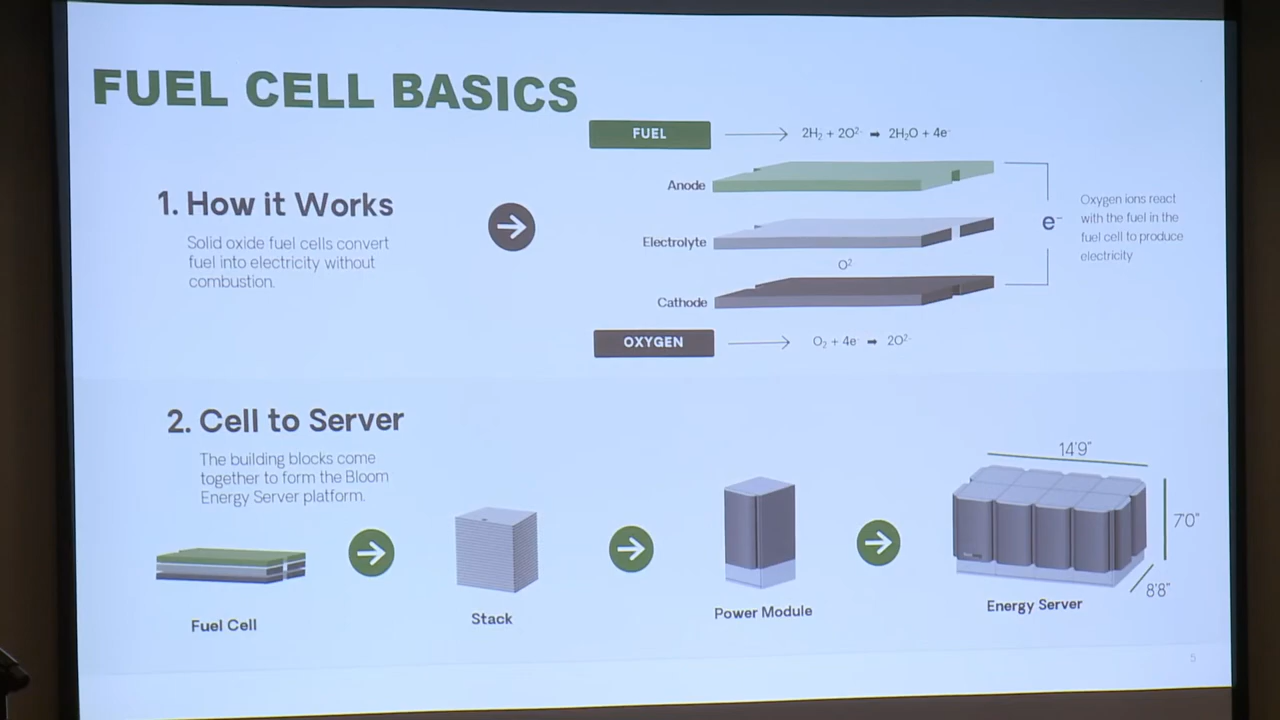 FUEL CELL BASICS
FUEL
2H₂ + 2O²⁻ ➡ 2H₂O + 4e⁻
Anode
1. How it Works
Solid oxide fuel cells convert
fuel into electricity without
combustion.
Electrolyte
O²
Cathode
e⁻
Oxygen ions react
with the fuel in the
fuel cell to produce
electricity
OXYGEN
O₂ + 4e⁻ ➡ 2O²⁻
2. Cell to Server
The building blocks come
together to form the Bloom
Energy Server platform.
14'9"
7'0"
8'8"
Fuel Cell
Stack
Power Module
Energy Server
5